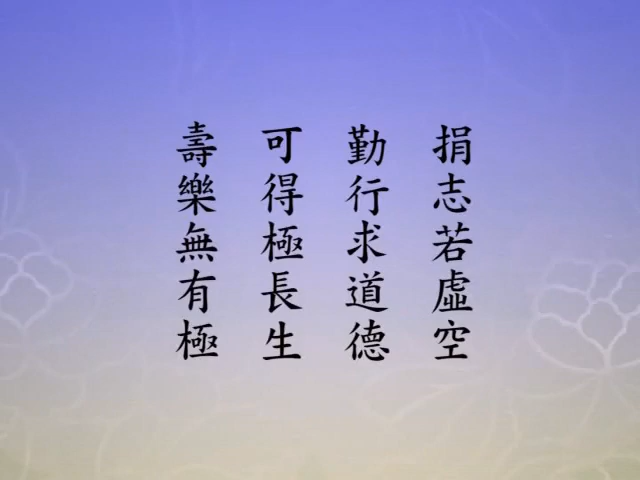 捐志若虛空
勤行求道德
可得極長生
壽樂無有極